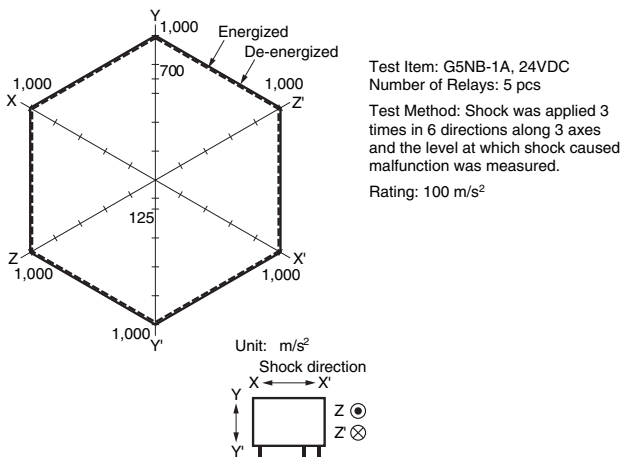 Y
1,000
Energized
De-energized
700
1,000
X
1,000
Z'
125
Z
1,000
X'
1,000
1,000
Y'
Test Item: G5NB-1A, 24VDC
Number of Relays: 5 pcs
Test Method: Shock was applied 3
times in 6 directions along 3 axes
and the level at which shock caused
malfunction was measured.
Rating: 100 m/s²
Unit: m/s²
Shock direction
X X'
Y
Z
Z'
Y'